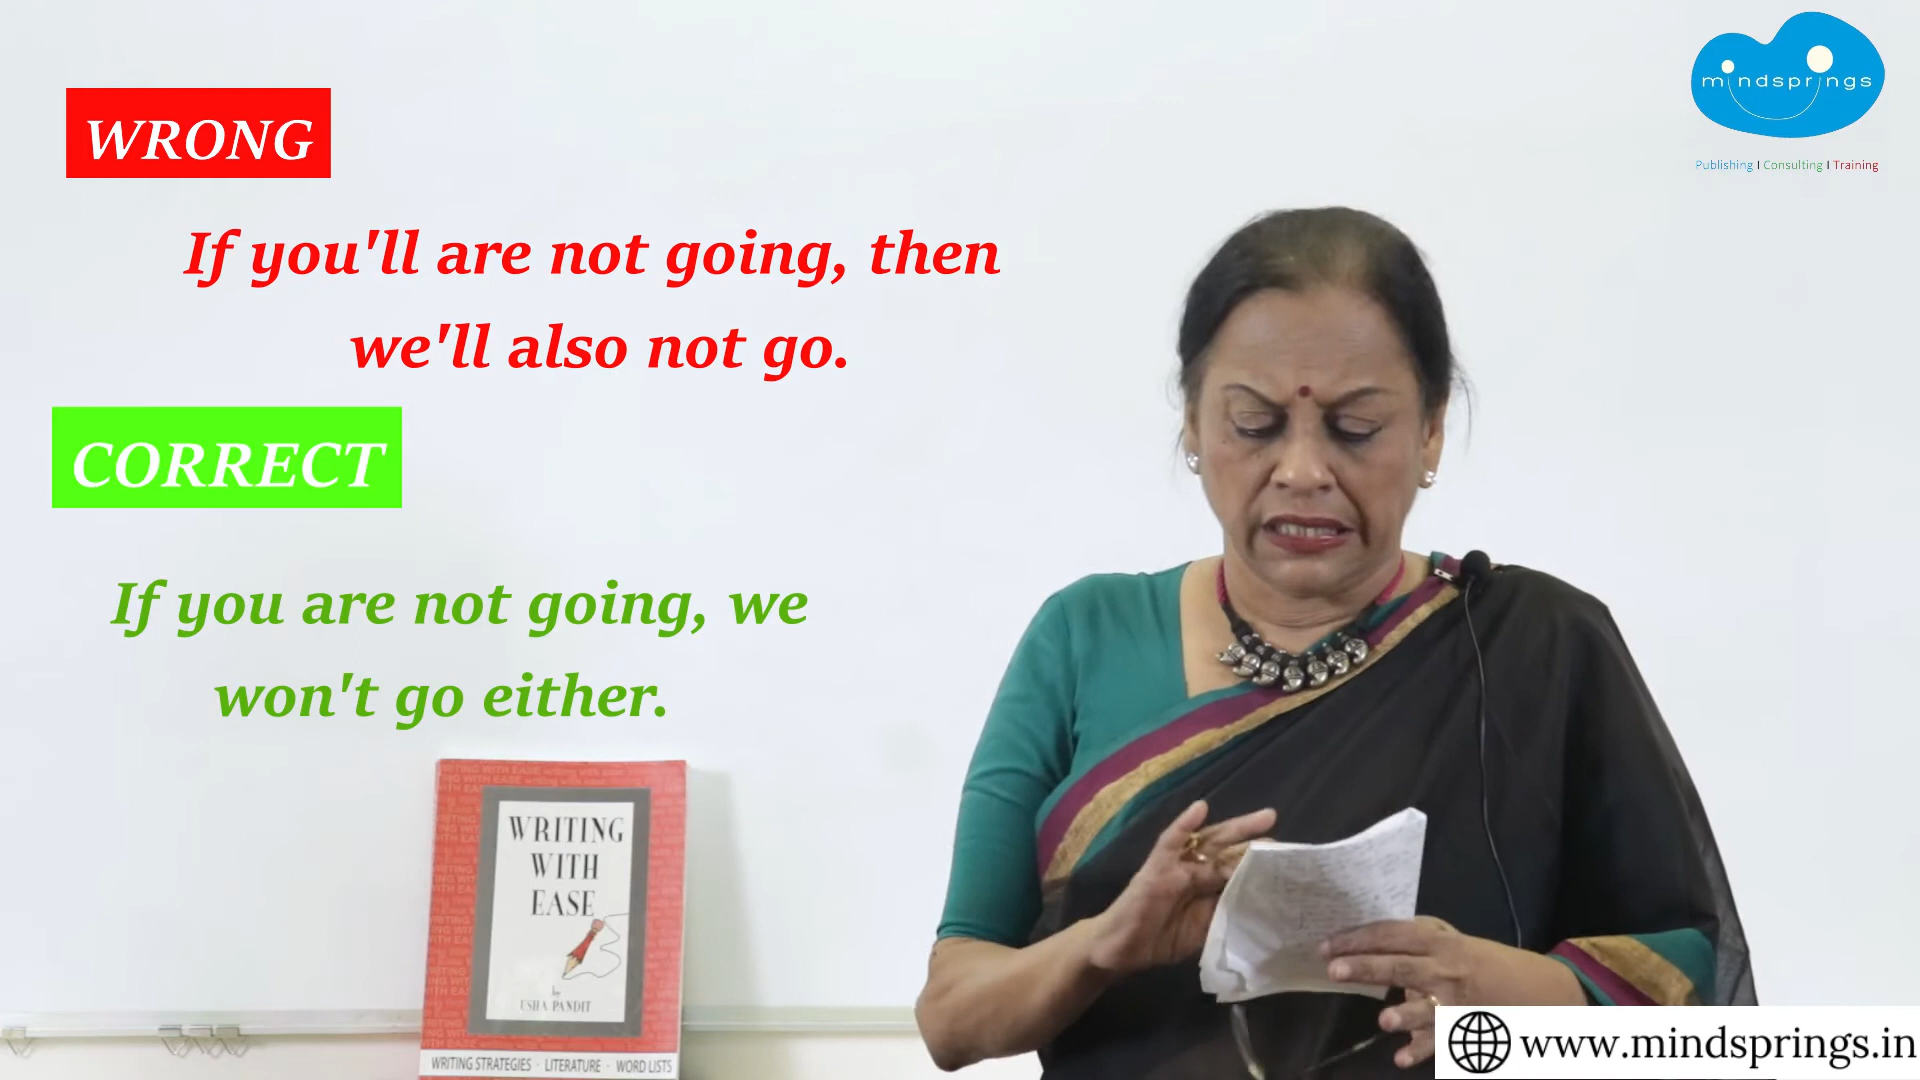 mindsprings
Publishing I Consulting I Training
WRONG
If you'll are not going, then
we'll also not go.
CORRECT
If you are not going, we
won't go either.
WRITING
WITH
EASE
by
USHA PANDIT
WRITING STRATEGIES · LITERATURE · WORD LISTS
www.mindsprings.in